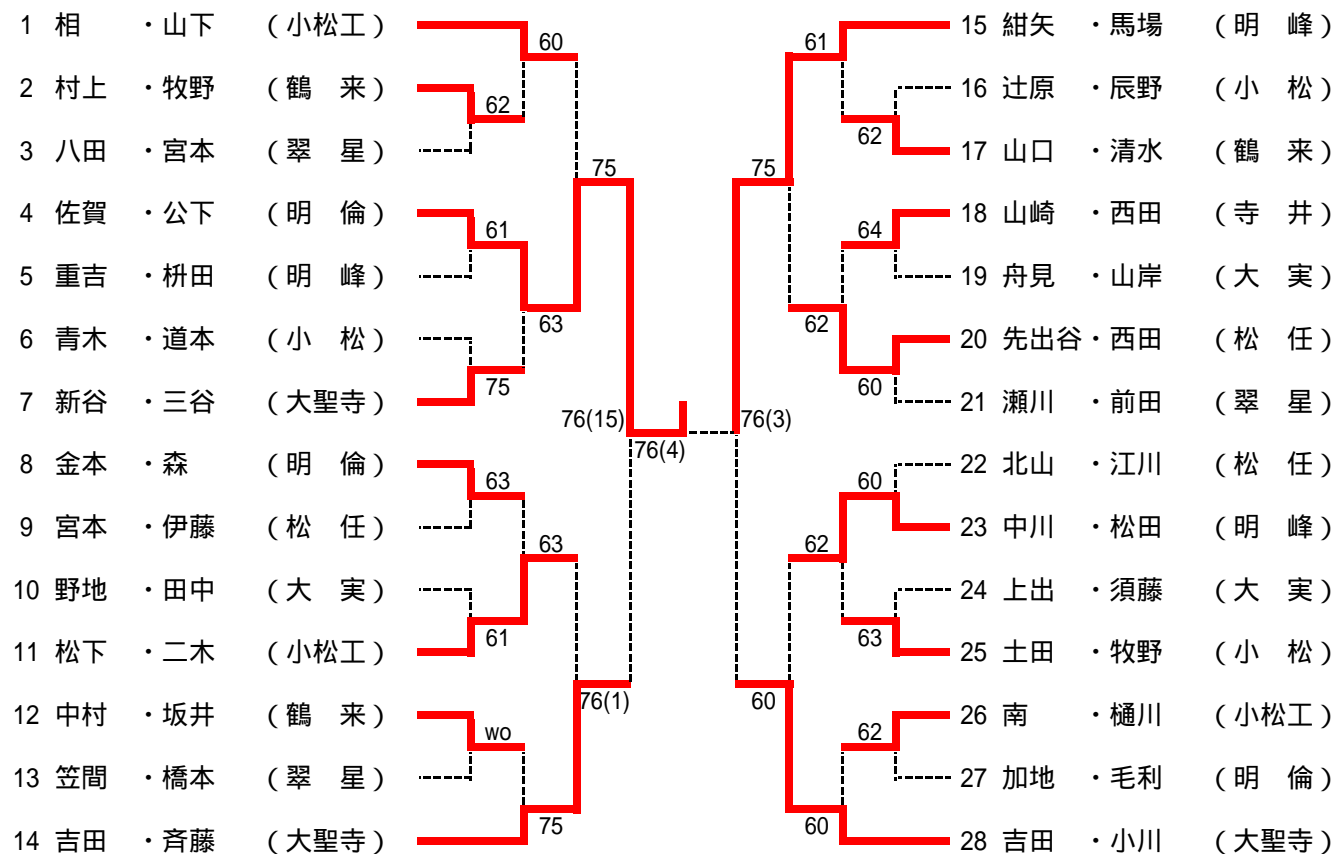 1 相 ・山下 (小松工)
60
2 村上 ・牧野 (鶴 来)
62
3 八田 ・宮本 (翠 星)
75
4 佐賀 ・公下 (明 倫)
61
5 重吉 ・枡田 (明 峰)
63
6 青木 ・道本 (小 松)
75
7 新谷 ・三谷 (大聖寺)
76(15)
76(4)
8 金本 ・森 (明 倫)
63
9 宮本 ・伊藤 (松 任)
63
10 野地 ・田中 (大 実)
61
11 松下 ・二木 (小松工)
76(1)
12 中村 ・坂井 (鶴 来)
wo
13 笠間 ・橋本 (翠 星)
75
14 吉田 ・斉藤 (大聖寺)
15 紺矢 ・馬場 (明 峰)
61
16 辻原 ・辰野 (小 松)
62
17 山口 ・清水 (鶴 来)
75
18 山崎 ・西田 (寺 井)
64
19 舟見 ・山岸 (大 実)
62
20 先出谷・西田 (松 任)
60
21 瀬川 ・前田 (翠 星)
76(3)
22 北山 ・江川 (松 任)
60
23 中川 ・松田 (明 峰)
62
24 上出 ・須藤 (大 実)
63
25 土田 ・牧野 (小 松)
60
26 南 ・樋川 (小松工)
62
27 加地 ・毛利 (明 倫)
60
28 吉田 ・小川 (大聖寺)